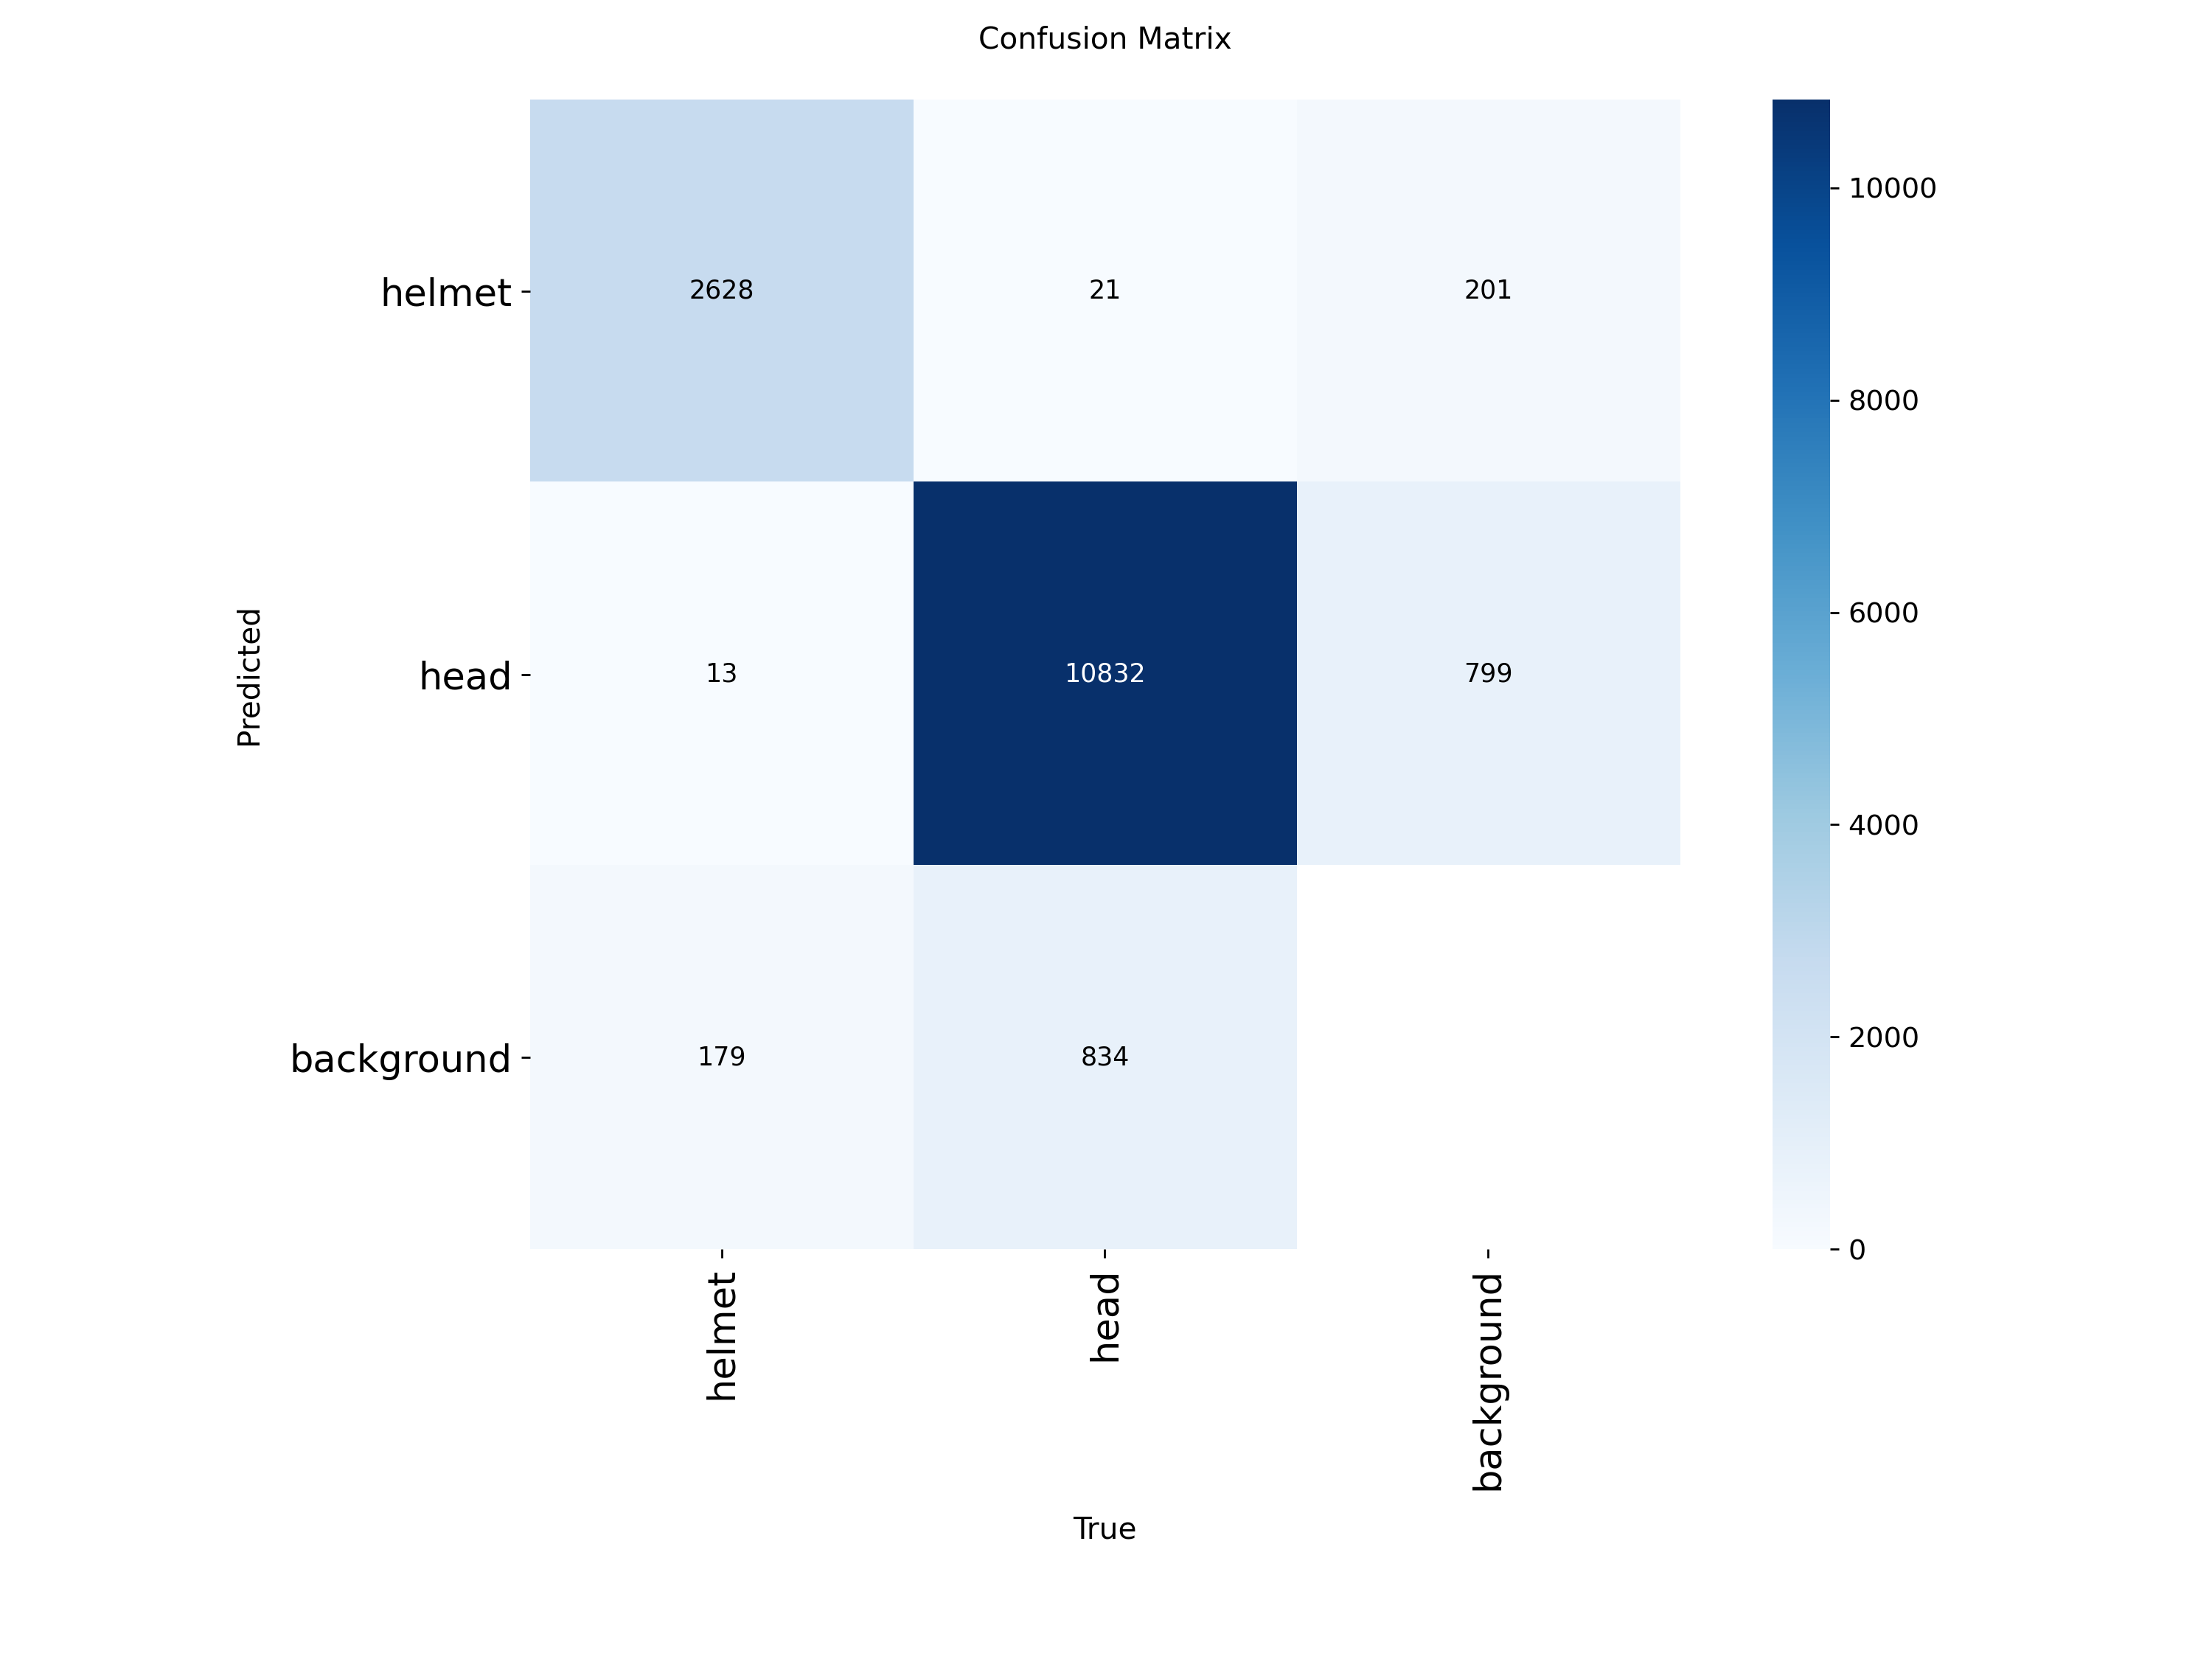 Confusion Matrix
helmet
2628
21
201
head
13
10832
799
background
179
834
Predicted
helmet
head
background
True
10000
8000
6000
4000
2000
0